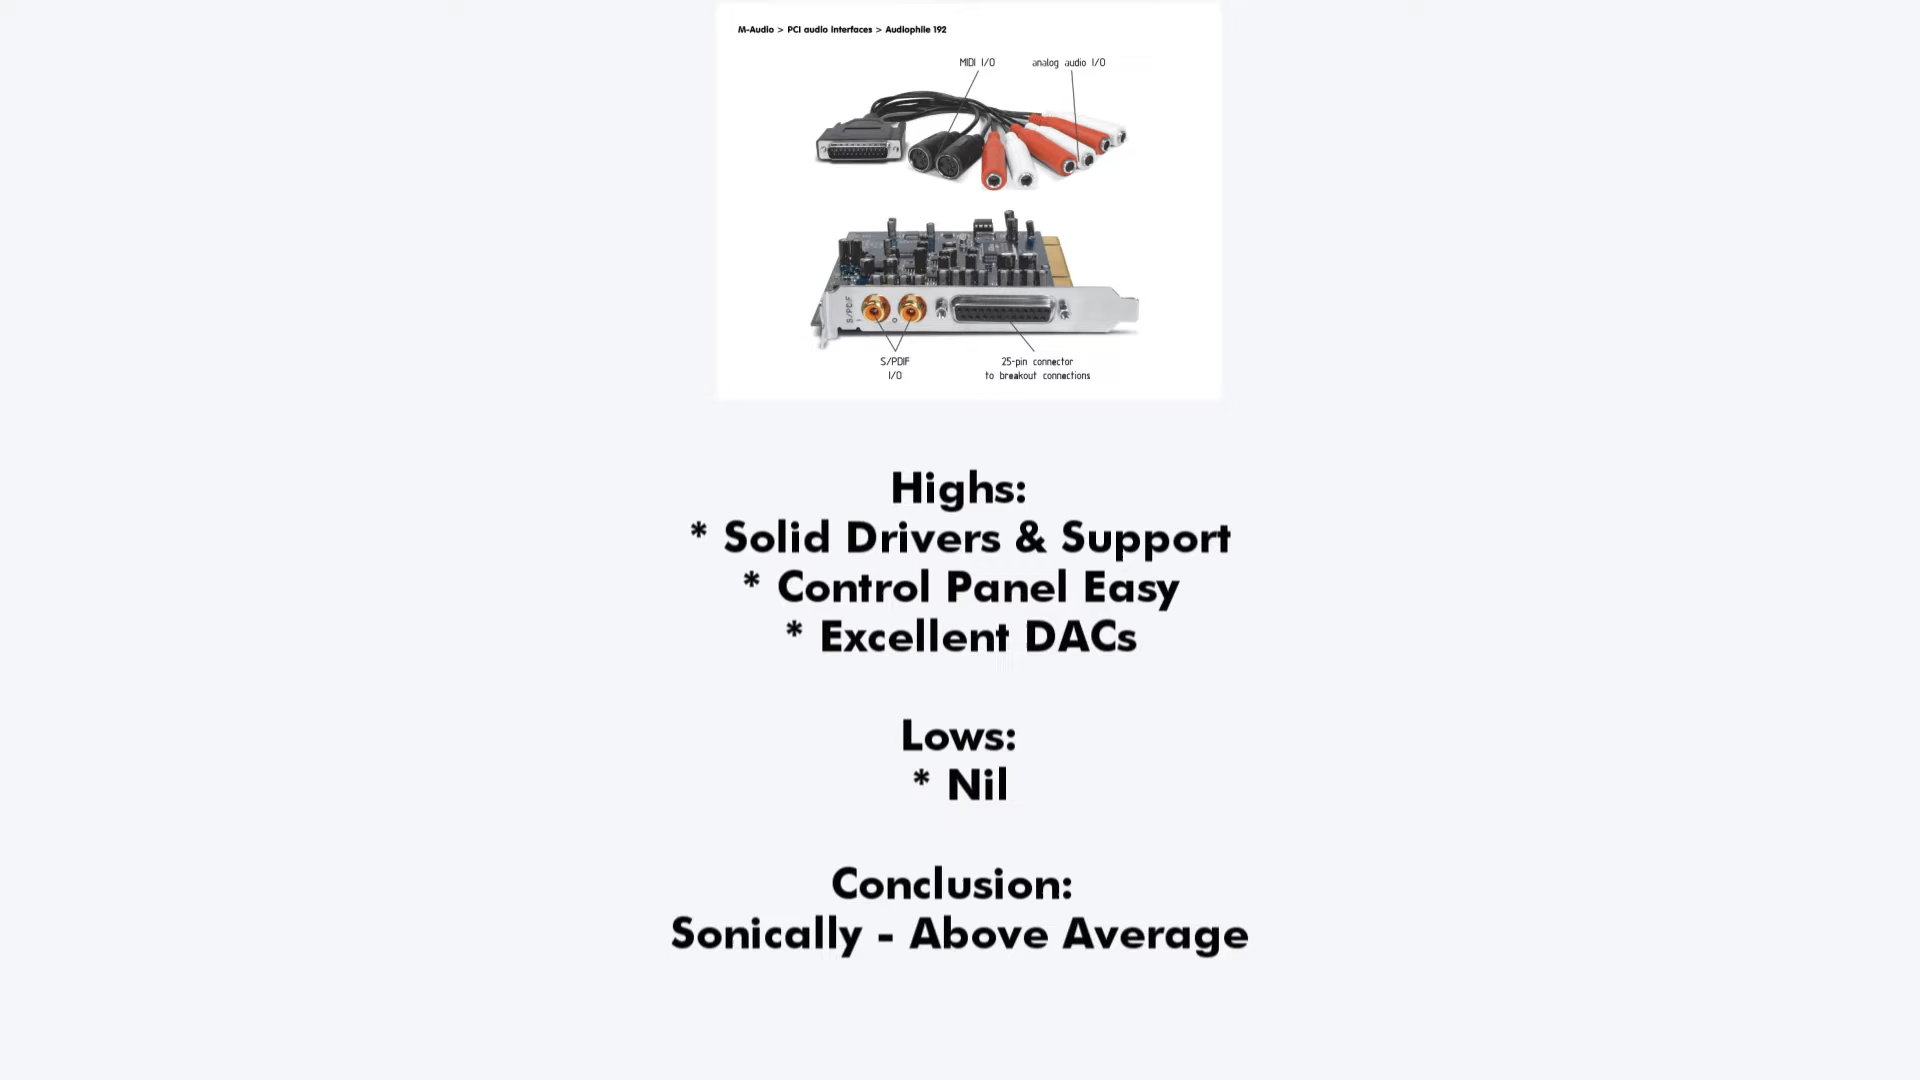 M-Audio > PCI audio interfaces > Audiophile 192
MIDI I/O
analog audio I/O
S/PDIF
S/PDIF
I/O
25-pin connector
to breakout connections
Highs:
* Solid Drivers & Support
* Control Panel Easy
* Excellent DACs
Lows:
* Nil
Conclusion:
Sonically - Above Average